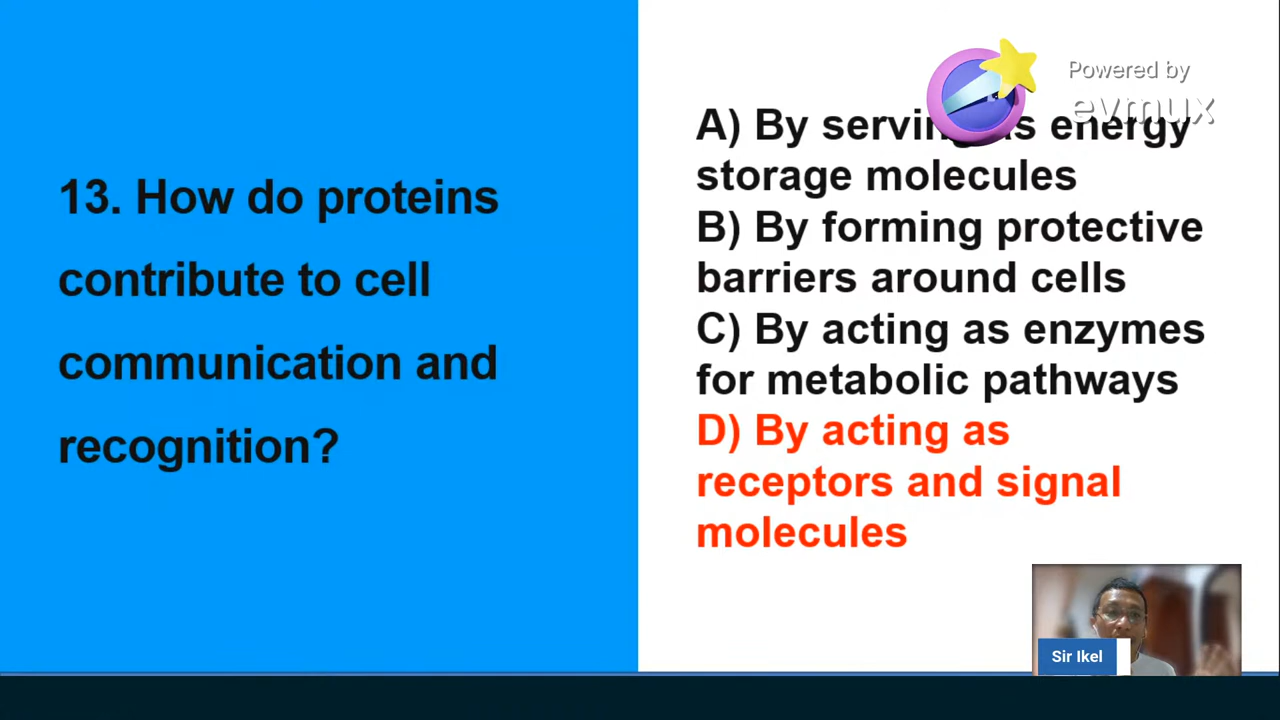 13. How do proteins
contribute to cell
communication and
recognition?
Powered by
evmux
A) By serving as energy
storage molecules
B) By forming protective
barriers around cells
C) By acting as enzymes
for metabolic pathways
D) By acting as
receptors and signal
molecules
Sir Ikel